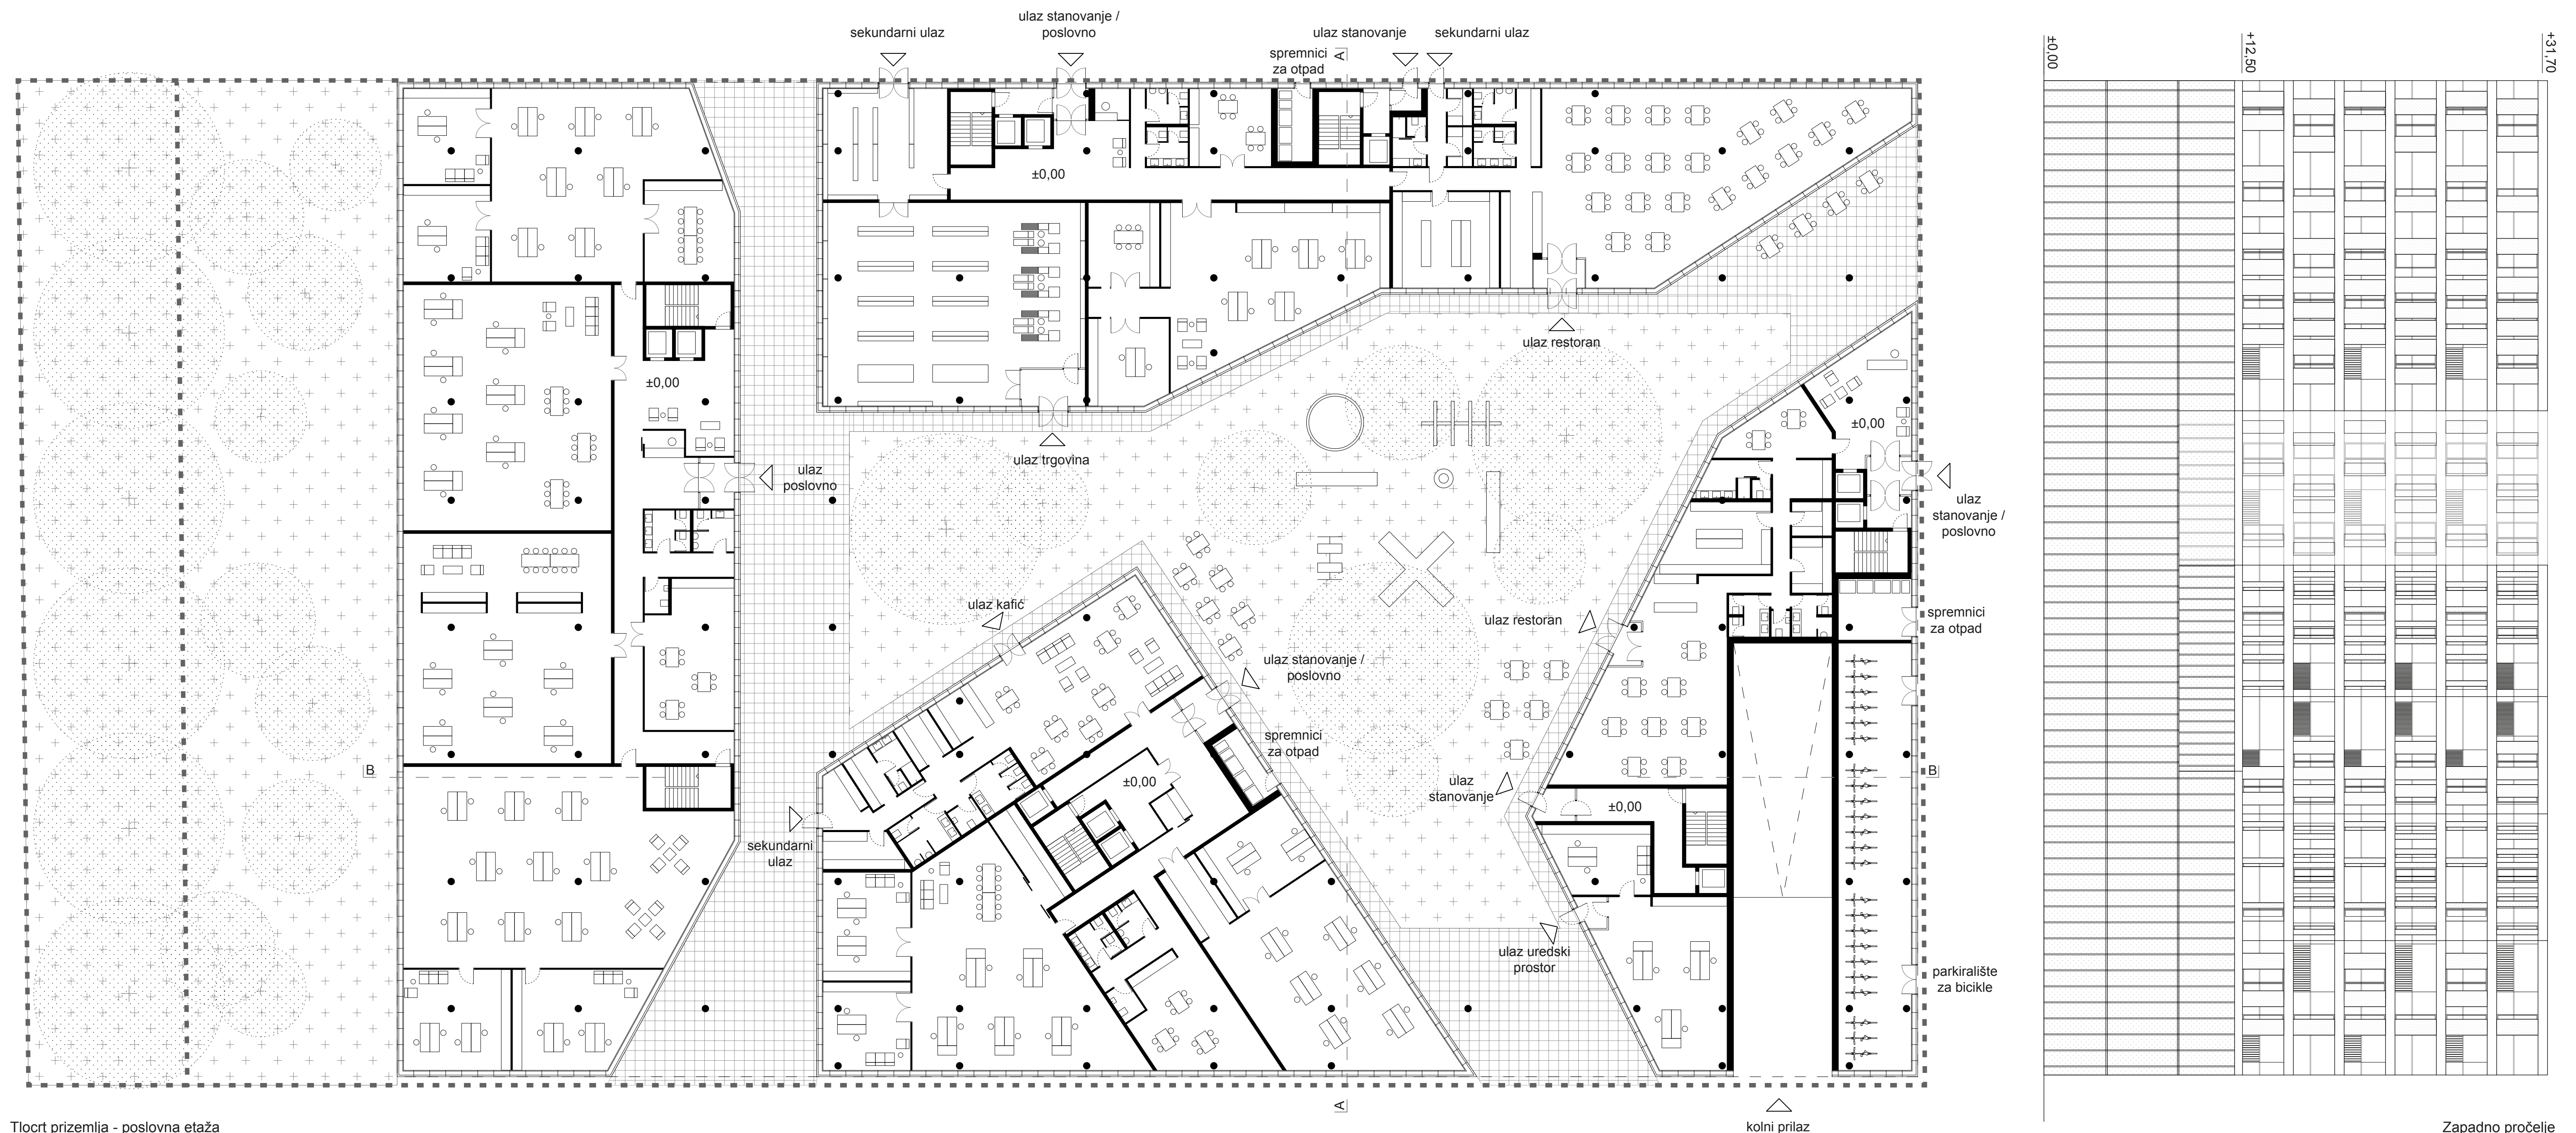 ulaz stanovanje /
poslovno
sekundarni ulaz
ulaz stanovanje
sekundarni ulaz
spremnici
za otpad
A
±0,00
+12,50
+31,70
±0,00
ulaz restoran
±0,00
±0,00
ulaz trgovina
ulaz
poslovno
ulaz
stanovanje /
poslovno
ulaz kafić
ulaz restoran
spremnici
za otpad
ulaz stanovanje /
poslovno
spremnici
za otpad
B
±0,00
ulaz
stanovanje
B
±0,00
sekundarni
ulaz
ulaz uredski
prostor
parkiralište
za bicikle
A
kolni prilaz
Tlocrt prizemlja - poslovna etaža
Zapadno pročelje